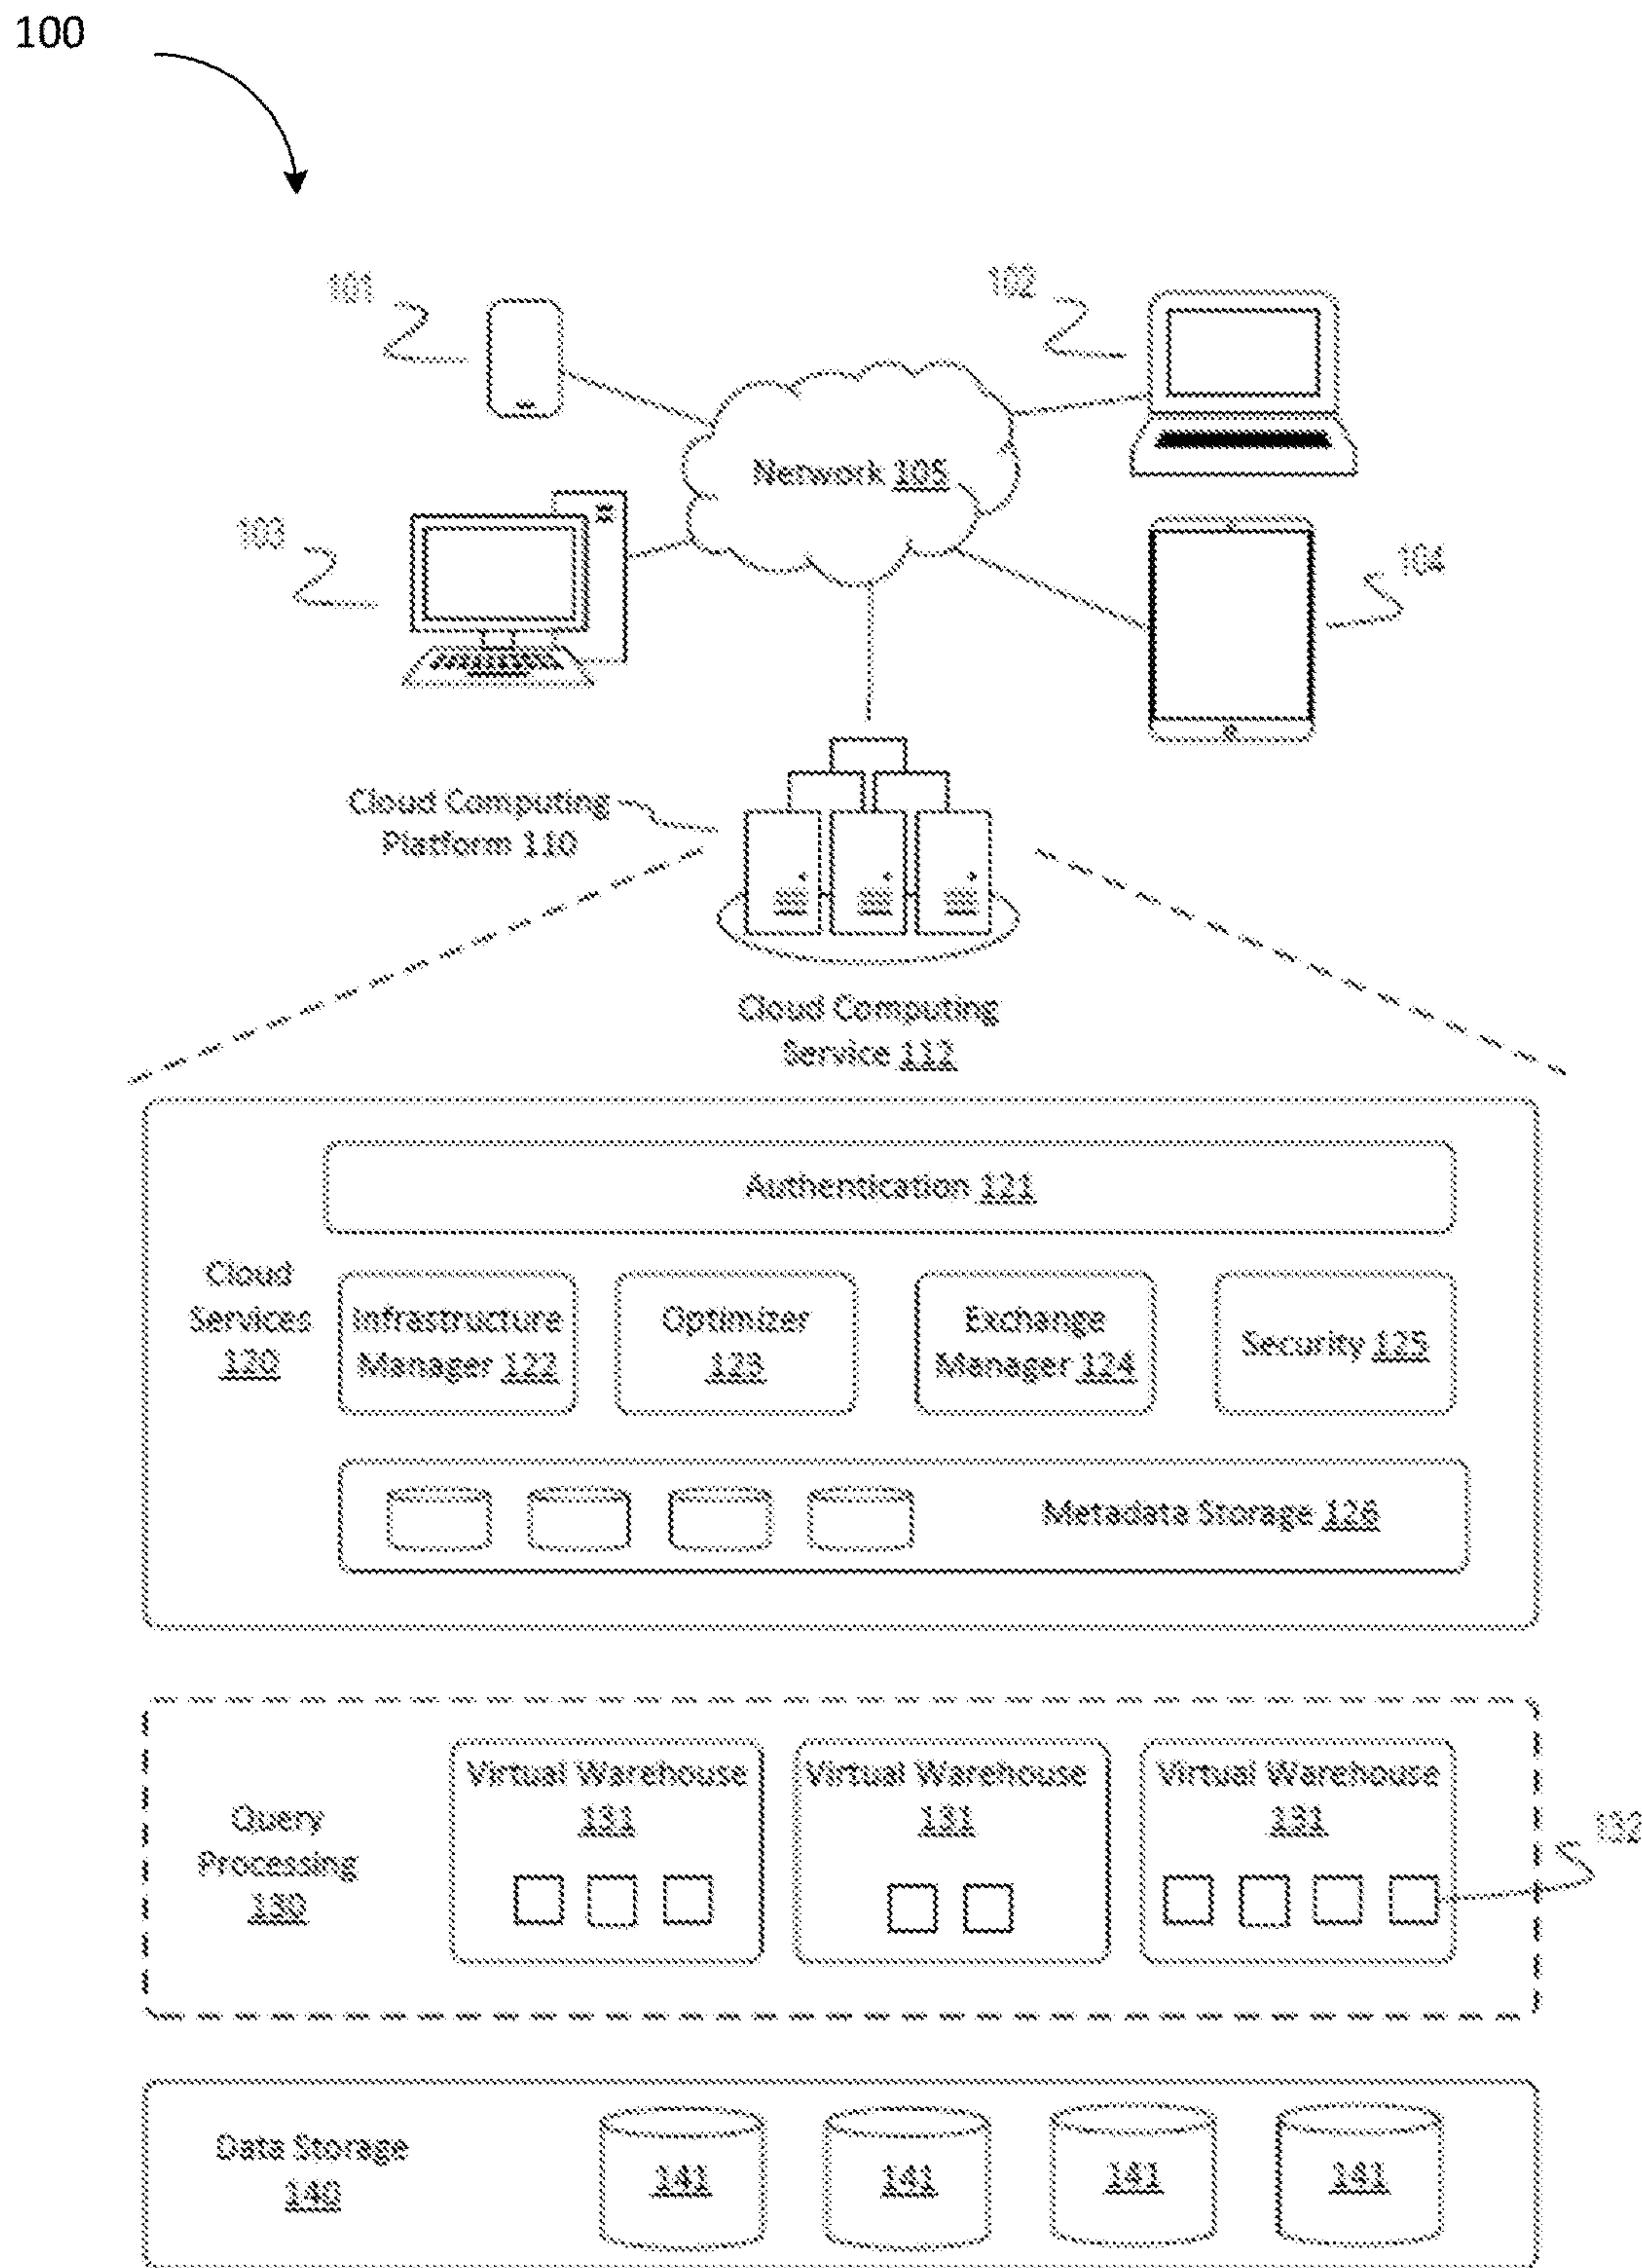 100
101
102
Network 105
103
104
Cloud Computing
Platform 110
Cloud Computing
Service 112
Authentication 121
Cloud
Services
120
Infrastructure
Manager 122
Optimizer
123
Exchange
Manager 124
Security 125
Metadata Storage 126
Query
Processing
130
Virtual Warehouse
131
Virtual Warehouse
131
Virtual Warehouse
131
132
Data Storage
140
141
141
141
141